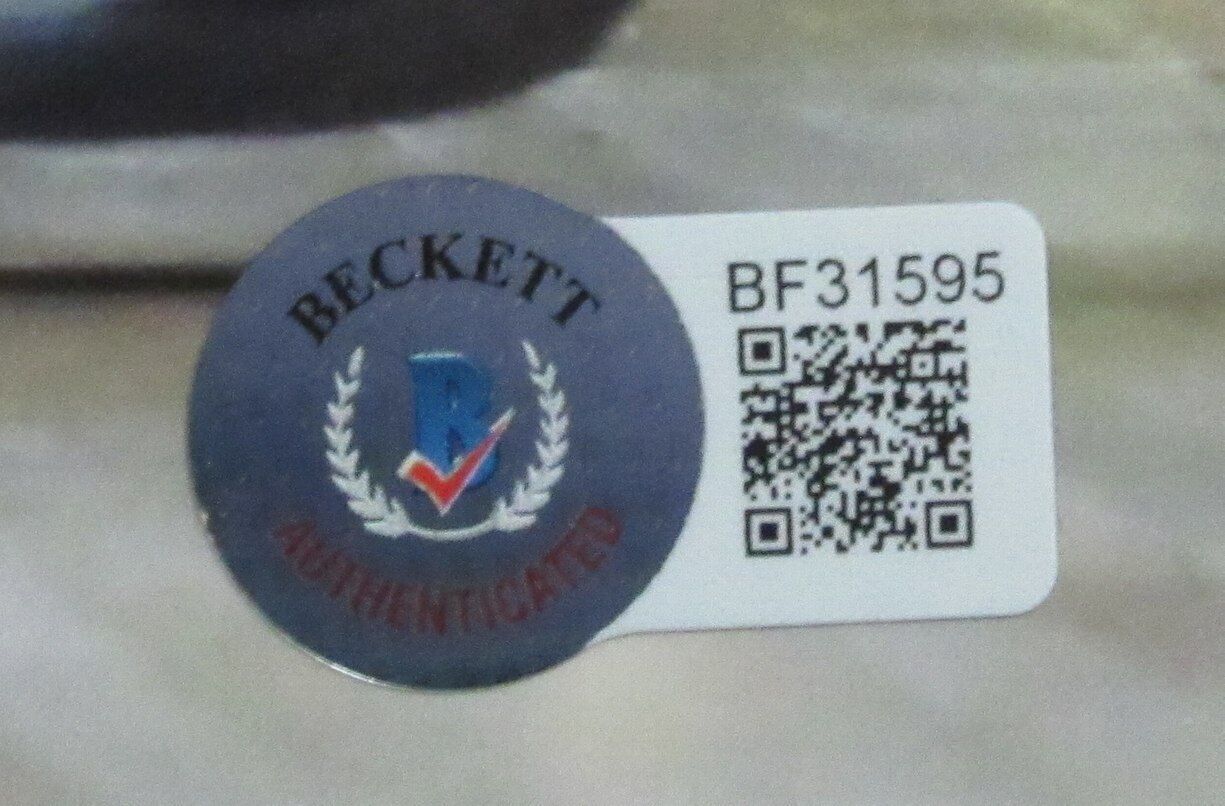 BECKETT
B
AUTHENTICATED
BF31595